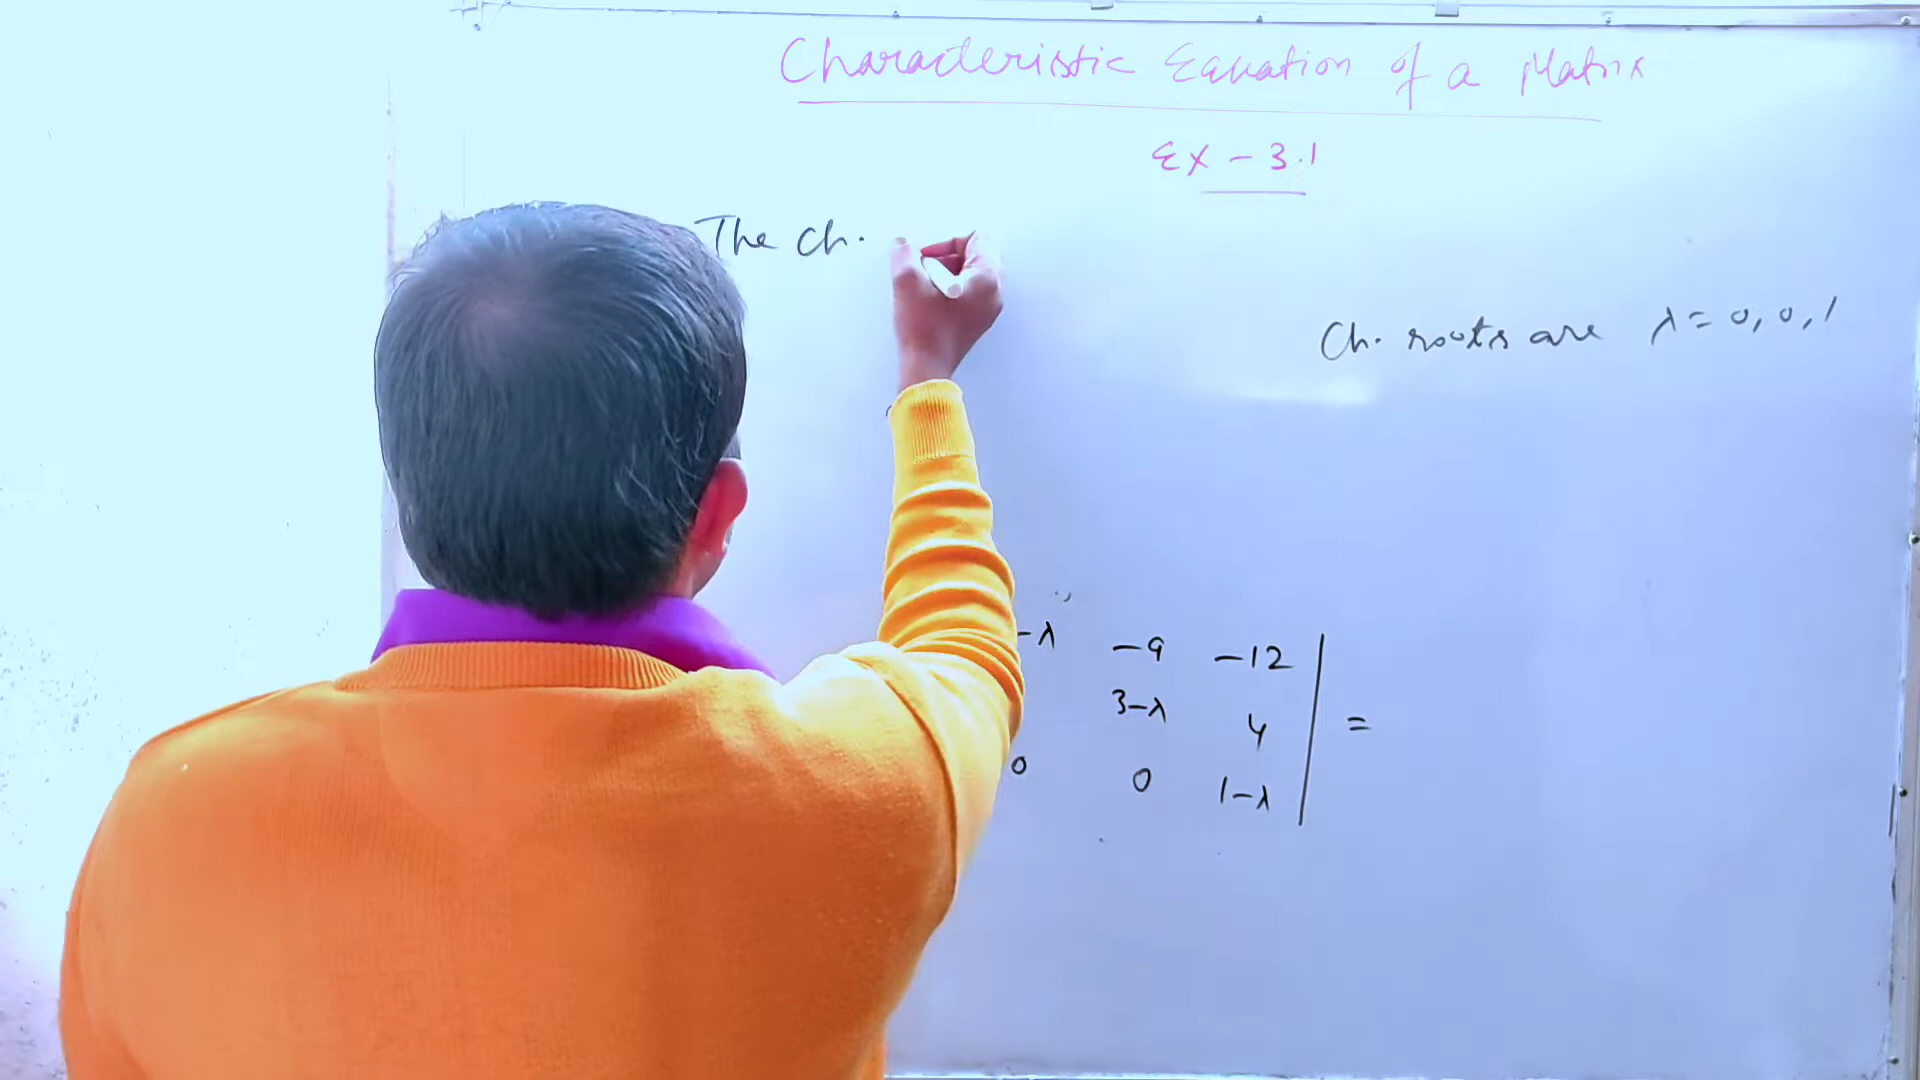 Characteristic Equation of a Matrix
Ex - 3.1
The Ch.
Ch. roots are λ = 0, 0, 1
-λ -9 -12
3-λ 4 =
0 0 1-λ